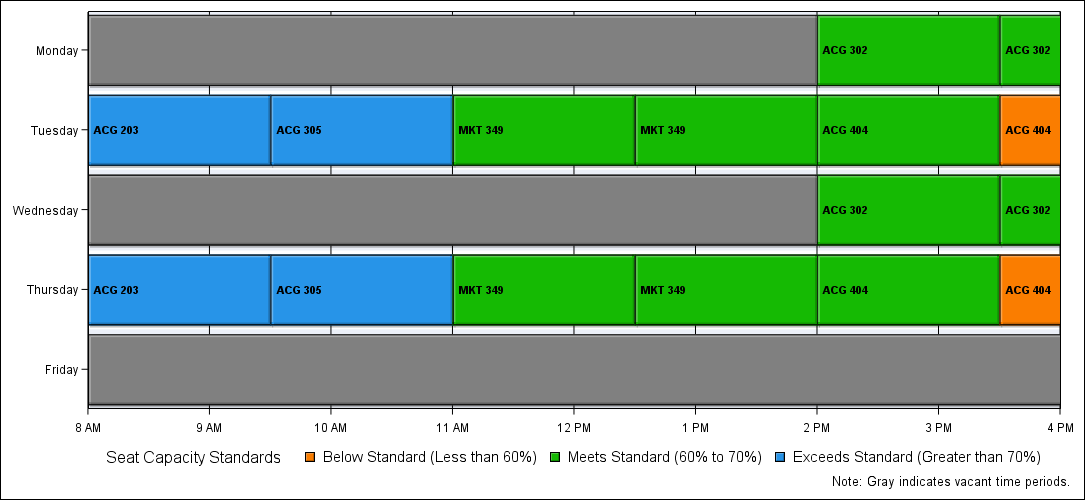 Monday ACG 302 ACG 302
Tuesday ACG 203 ACG 305 MKT 349 MKT 349 ACG 404 ACG 404
Wednesday ACG 302 ACG 302
Thursday ACG 203 ACG 305 MKT 349 MKT 349 ACG 404 ACG 404
Friday
8 AM 9 AM 10 AM 11 AM 12 PM 1 PM 2 PM 3 PM 4 PM
Seat Capacity Standards Below Standard (Less than 60%) Meets Standard (60% to 70%) Exceeds Standard (Greater than 70%)
Note: Gray indicates vacant time periods.